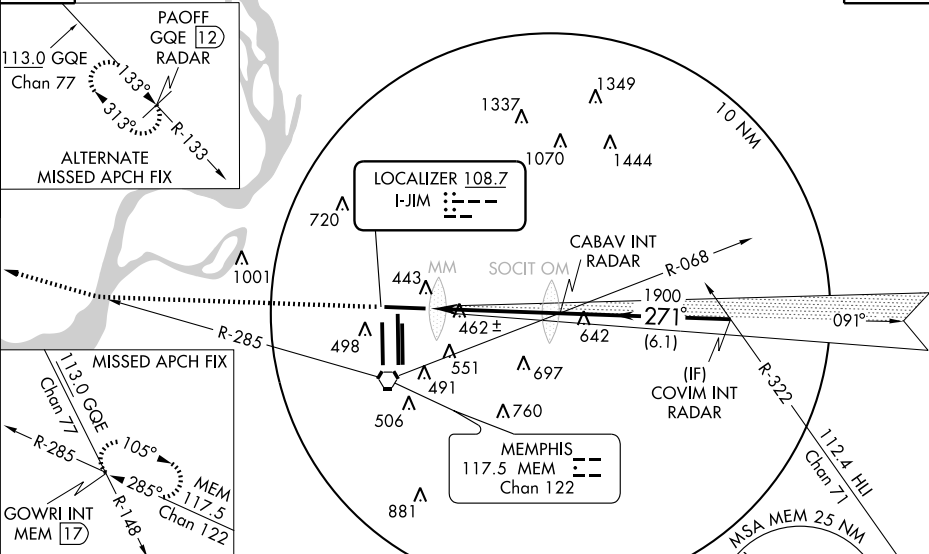 PAOFF
GQE 12
RADAR
113.0 GQE
Chan 77
133°
313°
R-133
ALTERNATE
MISSED APCH FIX
1349
1337
10 NM
1070
1444
LOCALIZER 108.7
I-JIM
720
CABAV INT
RADAR
R-068
1001
443
MM
SOCIT OM
1900
271°
091°
(6.1)
462 ±
642
R-285
498
551
697
491
(IF)
COVIM INT
RADAR
R-322
506
760
MEMPHIS
117.5 MEM
Chan 122
112.4 HLI
Chan 71
881
MSA MEM 25 NM
MISSED APCH FIX
113.0 GQE
Chan 77
R-285
105°
285°
MEM
117.5
Chan 122
GOWRI INT
MEM 17
R-148